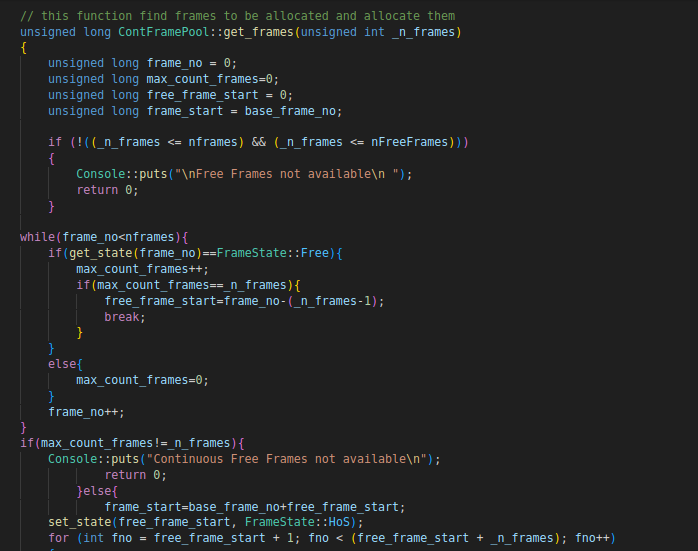 // this function find frames to be allocated and allocate them
unsigned long ContFramePool::get_frames(unsigned int _n_frames)
{
    unsigned long frame_no = 0;
    unsigned long max_count_frames=0;
    unsigned long free_frame_start = 0;
    unsigned long frame_start = base_frame_no;
    if (!((_n_frames <= nframes) && (_n_frames <= nFreeFrames)))
    {
        Console::puts("\nFree Frames not available\n ");
        return 0;
    }
while(frame_no<nframes){
    if(get_state(frame_no)==FrameState::Free){
        max_count_frames++;
        if(max_count_frames==_n_frames){
            free_frame_start=frame_no-(_n_frames-1);
            break;
        }
    }
    else{
        max_count_frames=0;
    }
    frame_no++;
}
if(max_count_frames!=_n_frames){
    Console::puts("Continuous Free Frames not available\n");
            return 0;
        }else{
            frame_start=base_frame_no+free_frame_start;
    set_state(free_frame_start, FrameState::HoS);
    for (int fno = free_frame_start + 1; fno < (free_frame_start + _n_frames); fno++)
    {